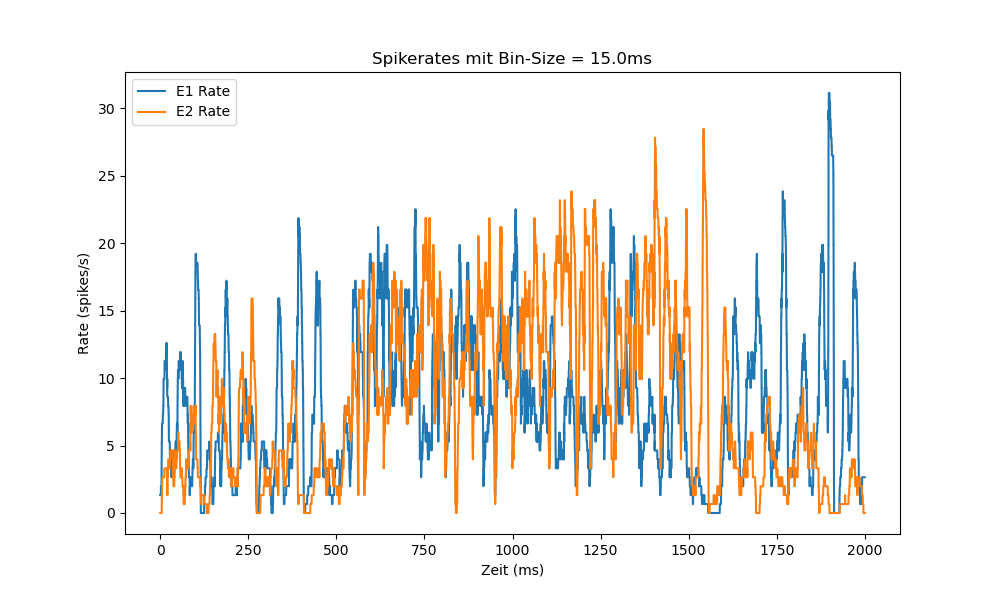 Spikerates mit Bin-Size = 15.0ms
E1 Rate
E2 Rate
Rate (spikes/s)
30
25
20
15
10
5
0
0 250 500 750 1000 1250 1500 1750 2000
Zeit (ms)